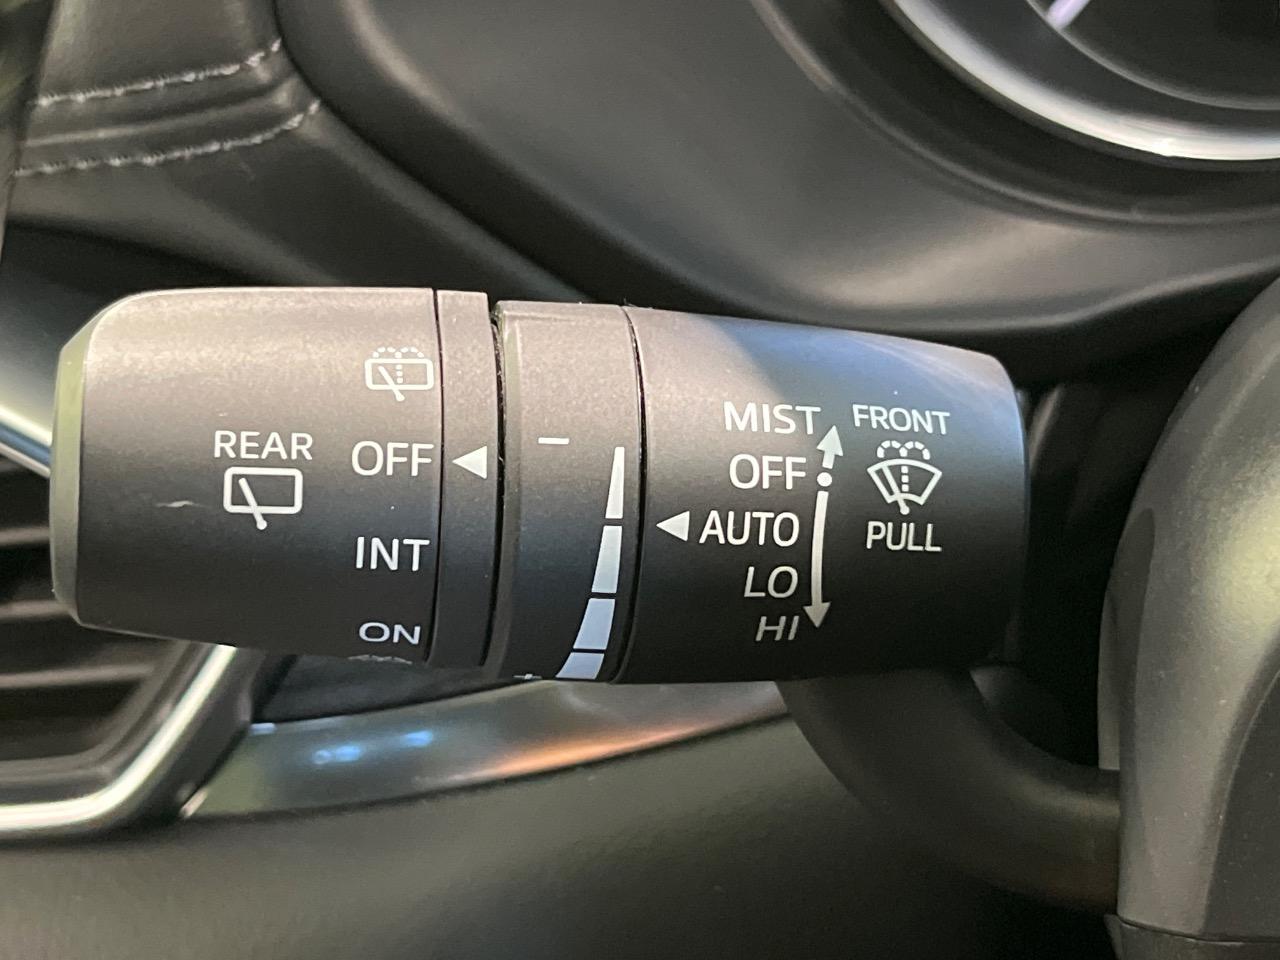 REAR
OFF
INT
ON
−
+
MIST
OFF
AUTO
LO
HI
FRONT
PULL